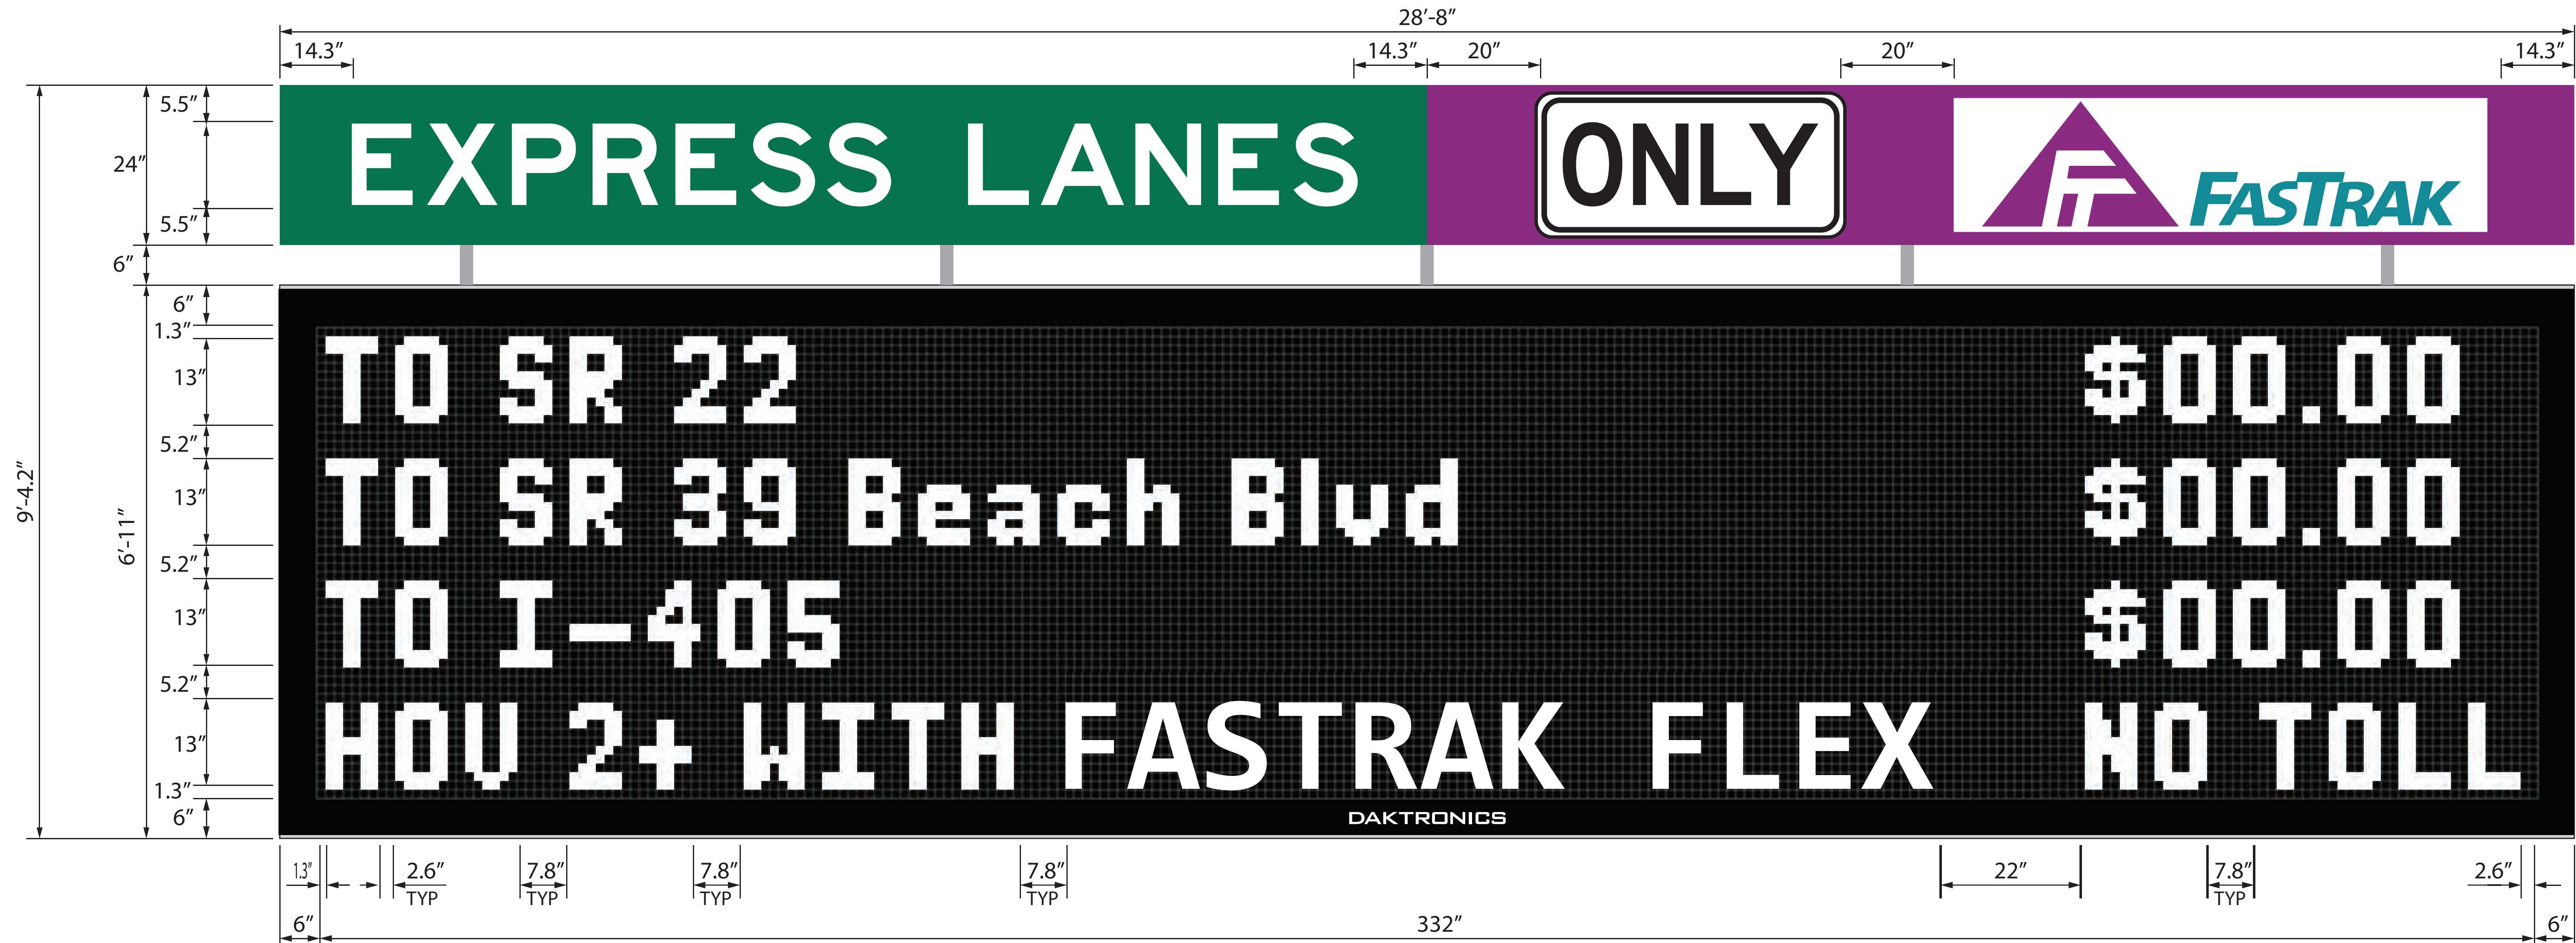 28'-8"
14.3" 14.3" 20" 20" 14.3"
5.5"
24"
5.5"
EXPRESS LANES ONLY FT FASTRAK
6"
6"
1.3"
13"
TO SR 22 $00.00
5.2"
9'-4.2"
13"
TO SR 39 Beach Blvd $00.00
6'-11"
5.2"
13"
TO I-405 $00.00
5.2"
13"
HOV 2+ WITH FASTRAK FLEX NO TOLL
1.3"
6"
DAKTRONICS
1.3" 2.6" 7.8" 7.8" 7.8" 22" 7.8" 2.6"
TYP TYP TYP TYP TYP
6" 332" 6"